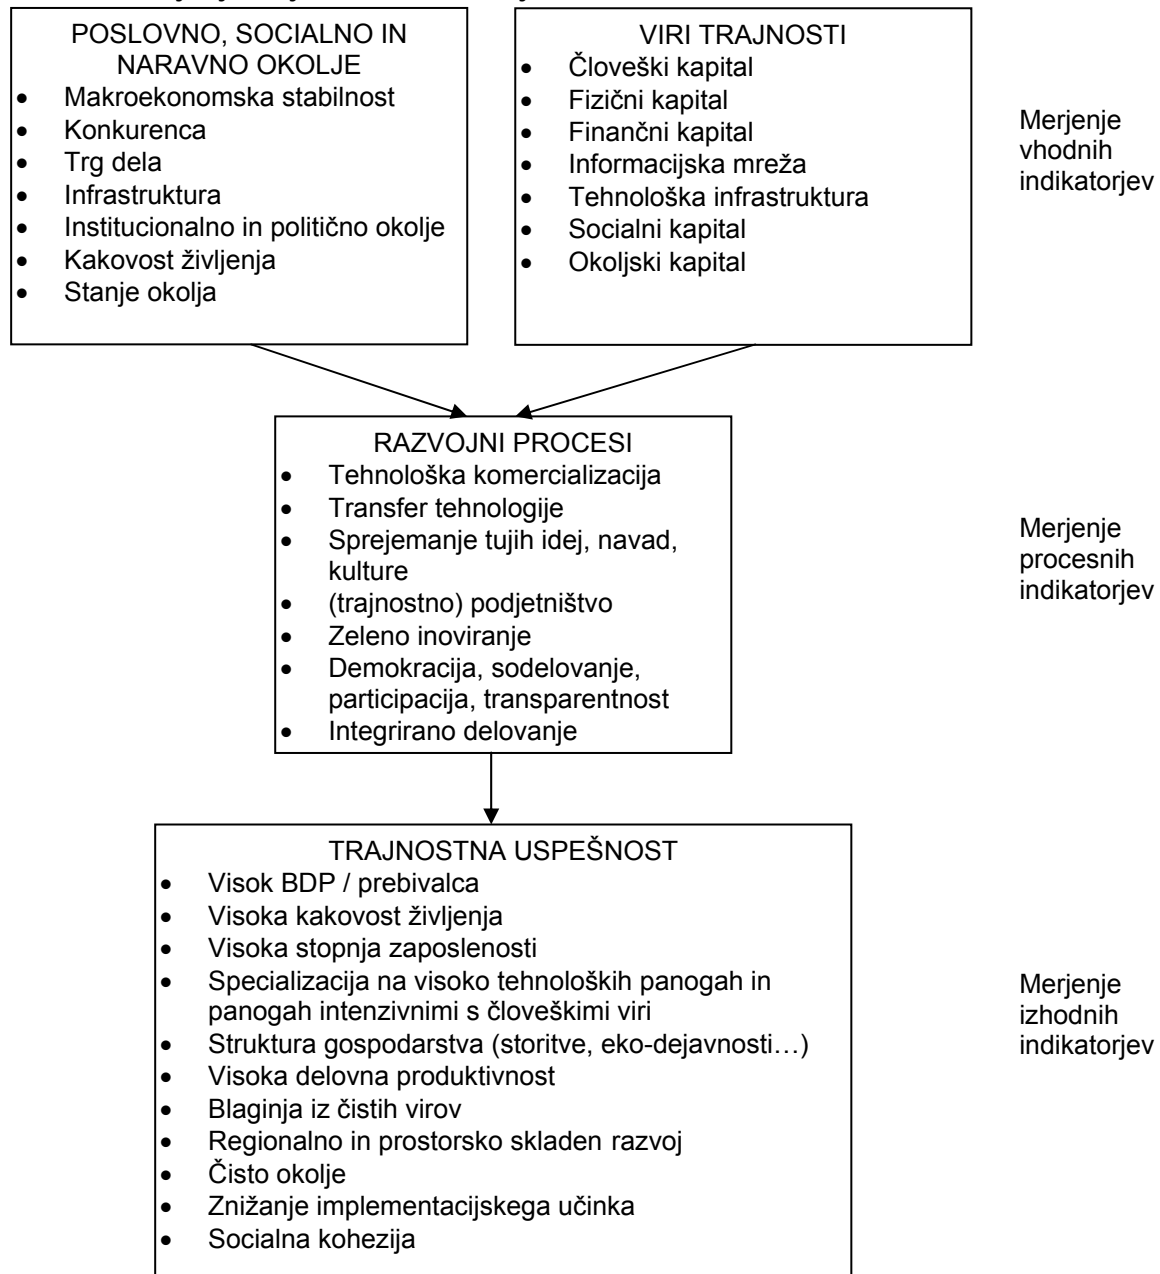 POSLOVNO, SOCIALNO IN
NARAVNO OKOLJE
• Makroekonomska stabilnost
• Konkurenca
• Trg dela
• Infrastruktura
• Institucionalno in politično okolje
• Kakovost življenja
• Stanje okolja
VIRI TRAJNOSTI
• Človeški kapital
• Fizični kapital
• Finančni kapital
• Informacijska mreža
• Tehnološka infrastruktura
• Socialni kapital
• Okoljski kapital
Merjenje
vhodnih
indikatorjev
RAZVOJNI PROCESI
• Tehnološka komercializacija
• Transfer tehnologije
• Sprejemanje tujih idej, navad,
kulture
• (trajnostno) podjetništvo
• Zeleno inoviranje
• Demokracija, sodelovanje,
participacija, transparentnost
• Integrirano delovanje
Merjenje
procesnih
indikatorjev
TRAJNOSTNA USPEŠNOST
• Visok BDP / prebivalca
• Visoka kakovost življenja
• Visoka stopnja zaposlenosti
• Specializacija na visoko tehnoloških panogah in
panogah intenzivnimi s človeškimi viri
• Struktura gospodarstva (storitve, eko-dejavnosti…)
• Visoka delovna produktivnost
• Blaginja iz čistih virov
• Regionalno in prostorsko skladen razvoj
• Čisto okolje
• Znižanje implementacijskega učinka
• Socialna kohezija
Merjenje
izhodnih
indikatorjev